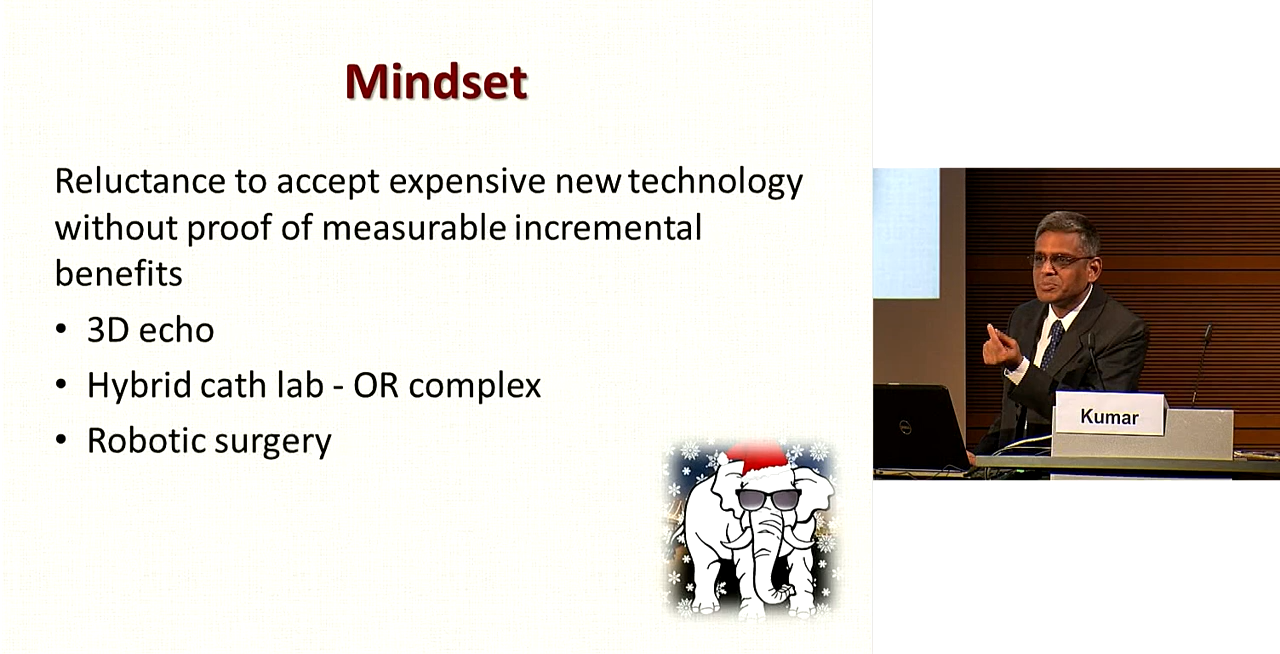 Mindset
Reluctance to accept expensive new technology
without proof of measurable incremental
benefits
• 3D echo
• Hybrid cath lab - OR complex
• Robotic surgery
Kumar